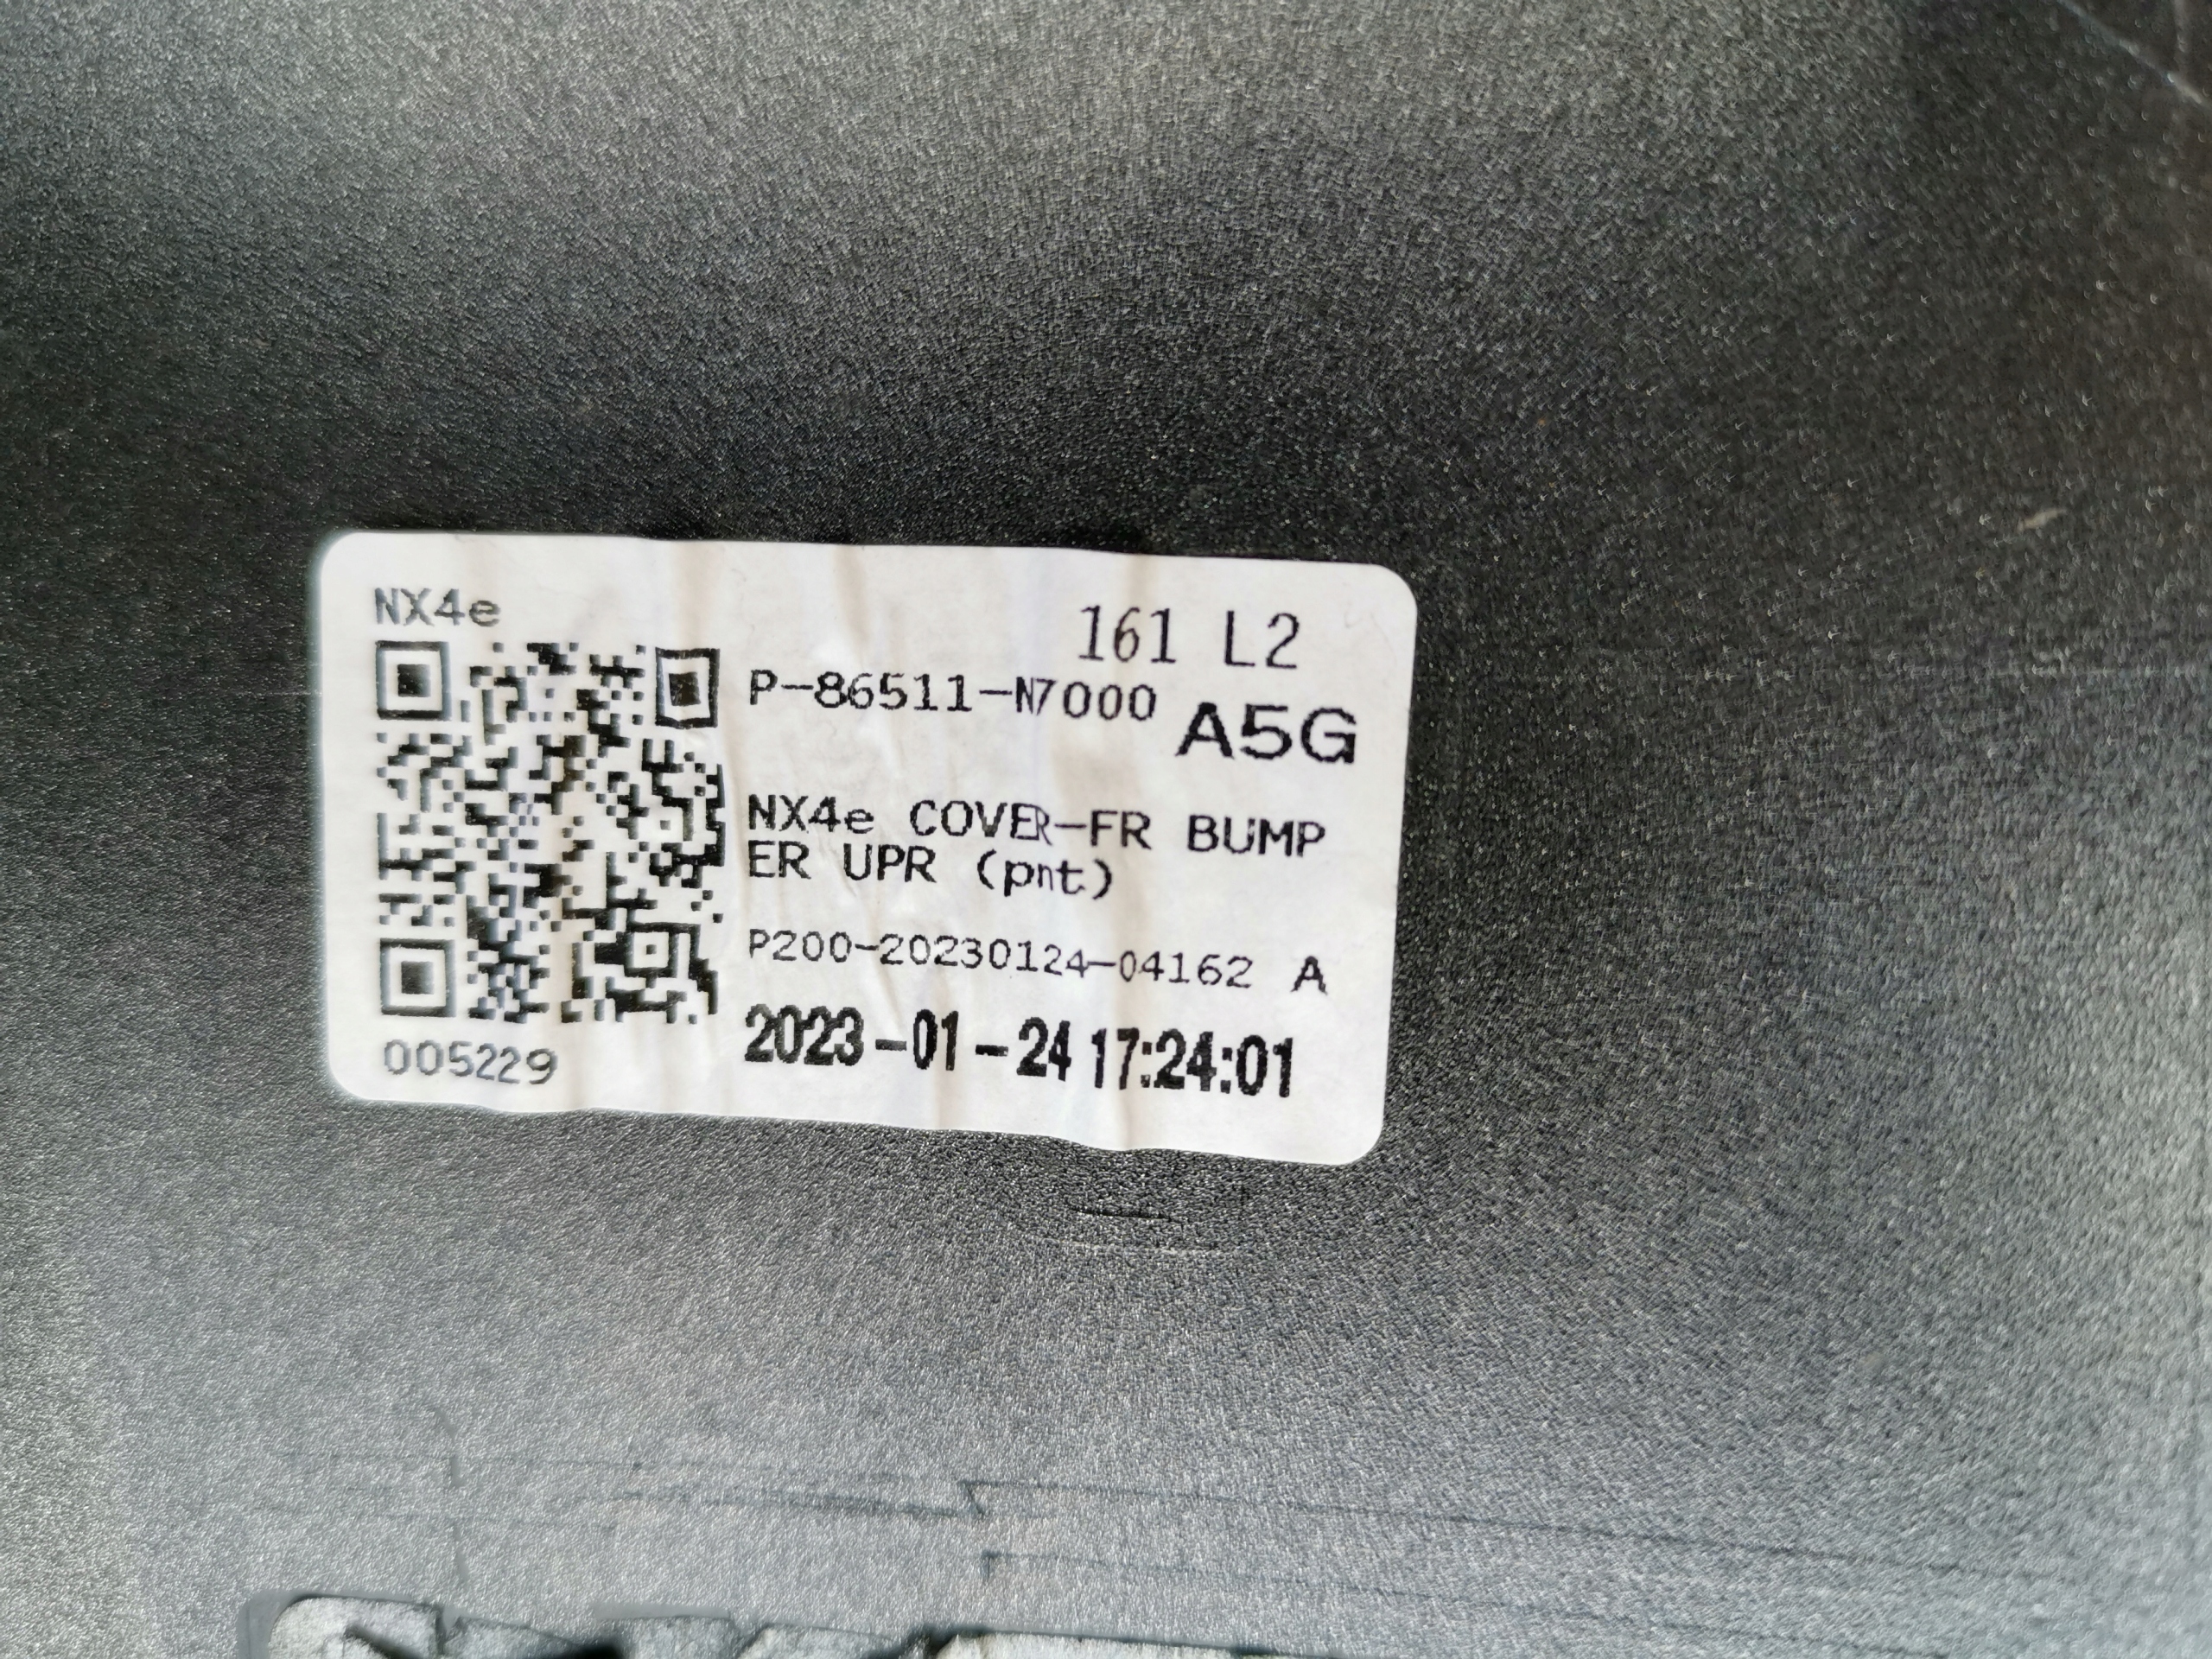 NX4e
161 L2
P-86511-N7000
A5G
NX4e COVER-FR BUMP
ER UPR (pnt)
P200-20230124-04162 A
2023-01-24 17:24:01
005229